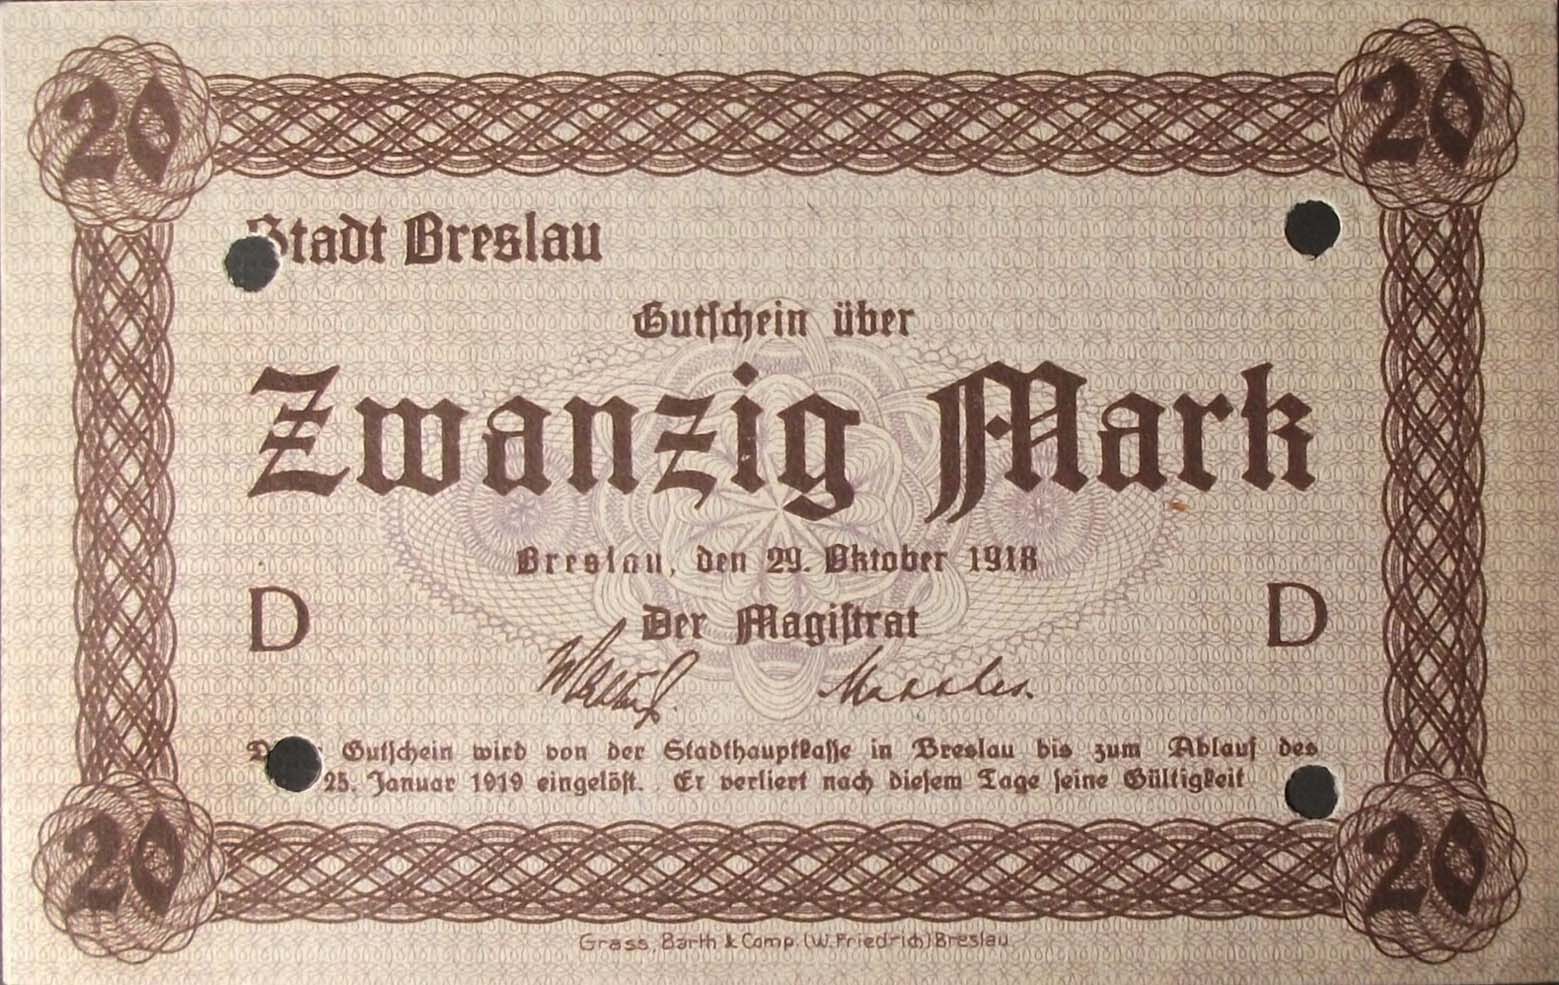 20 20
Stadt Breslau
Gutschein über
Zwanzig Mark
Breslau, den 29. Oktober 1918
Der Magistrat
D D
Gutschein wird von der Stadthauptkasse in Breslau bis zum Ablauf des
25. Januar 1919 eingelöst. Er verliert nach diesem Tage seine Gültigkeit
20 20
Grass, Barth & Comp. (W. Friedrich) Breslau